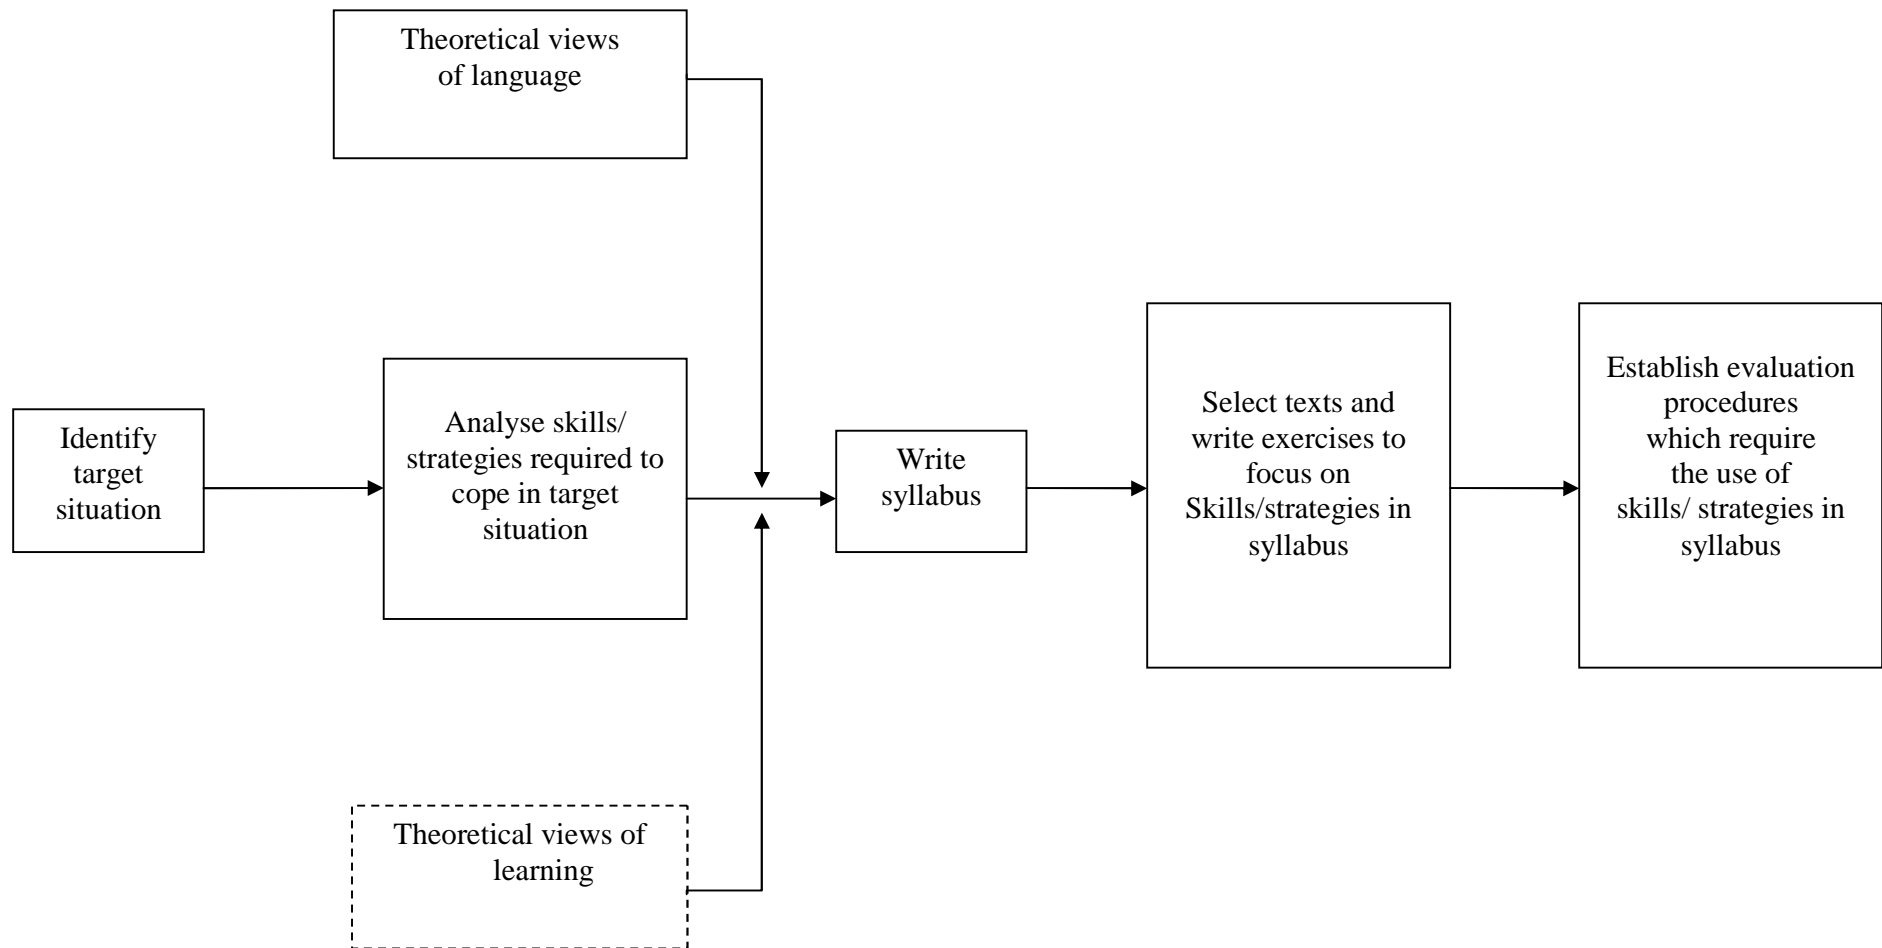 Theoretical views
of language
Identify
target
situation
Analyse skills/
strategies required to
cope in target
situation
Write
syllabus
Select texts and
write exercises to
focus on
Skills/strategies in
syllabus
Establish evaluation
procedures
which require
the use of
skills/ strategies in
syllabus
Theoretical views of
learning